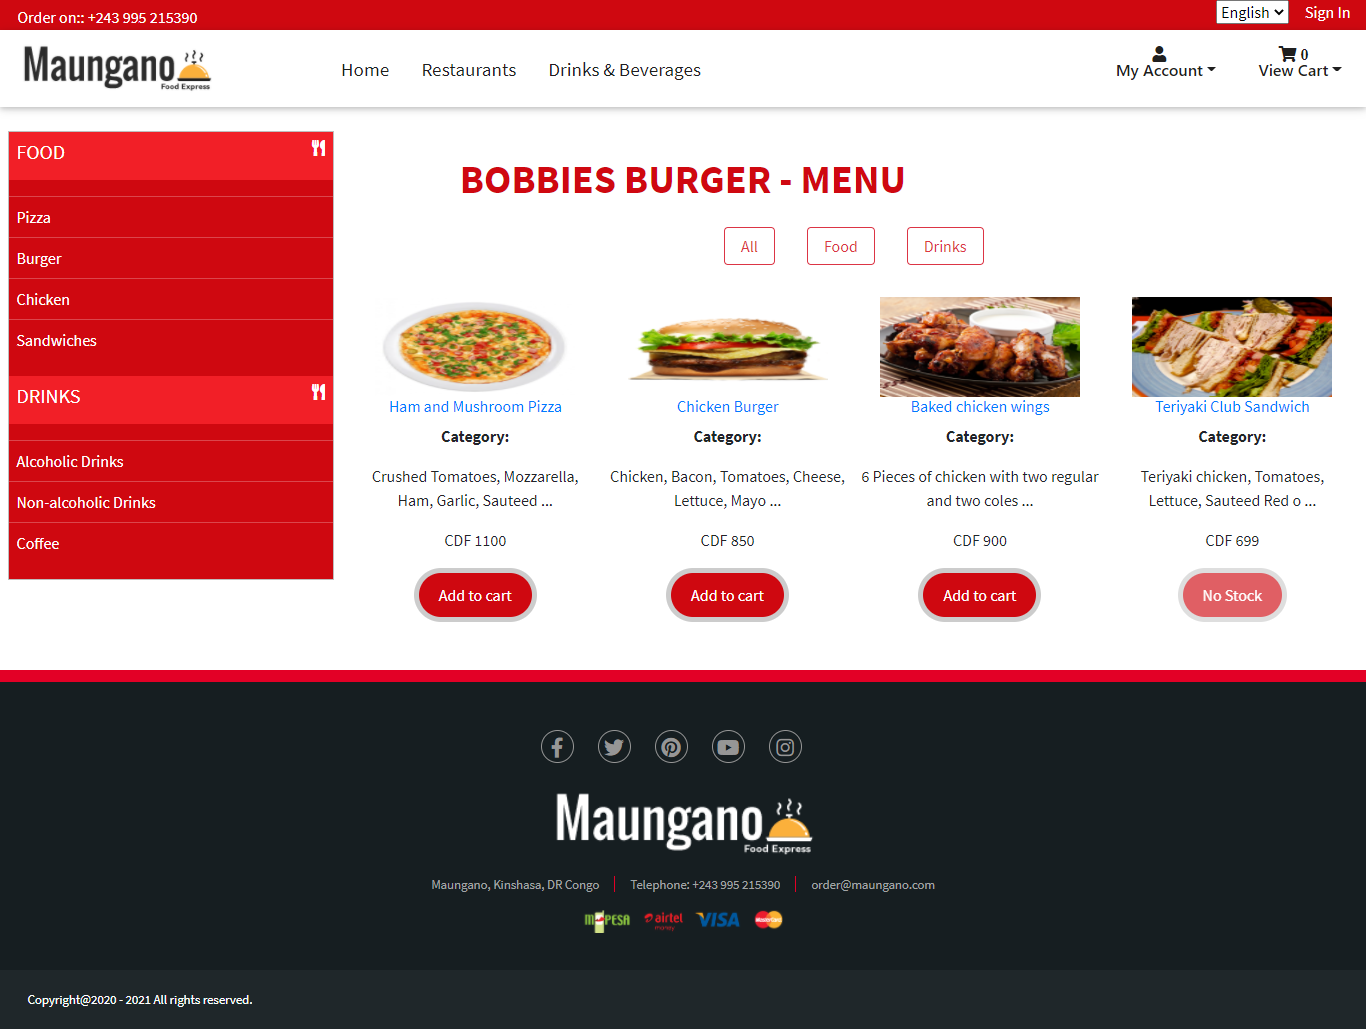 Order on:: +243 995 215390
English
Sign In
Maungano
Food Express
Home
Restaurants
Drinks & Beverages
My Account
0
View Cart
FOOD
Pizza
Burger
Chicken
Sandwiches
DRINKS
Alcoholic Drinks
Non-alcoholic Drinks
Coffee
BOBBIES BURGER - MENU
All
Food
Drinks
Ham and Mushroom Pizza
Category:
Crushed Tomatoes, Mozzarella,
Ham, Garlic, Sauteed ...
CDF 1100
Add to cart
Chicken Burger
Category:
Chicken, Bacon, Tomatoes, Cheese,
Lettuce, Mayo ...
CDF 850
Add to cart
Baked chicken wings
Category:
6 Pieces of chicken with two regular
and two coles ...
CDF 900
Add to cart
Teriyaki Club Sandwich
Category:
Teriyaki chicken, Tomatoes,
Lettuce, Sauteed Red o ...
CDF 699
No Stock
Maungano
Food Express
Maungano, Kinshasa, DR Congo
Telephone: +243 995 215390
order@maungano.com
M-PESA
airtel
money
VISA
MasterCard
Copyright@2020 - 2021 All rights reserved.